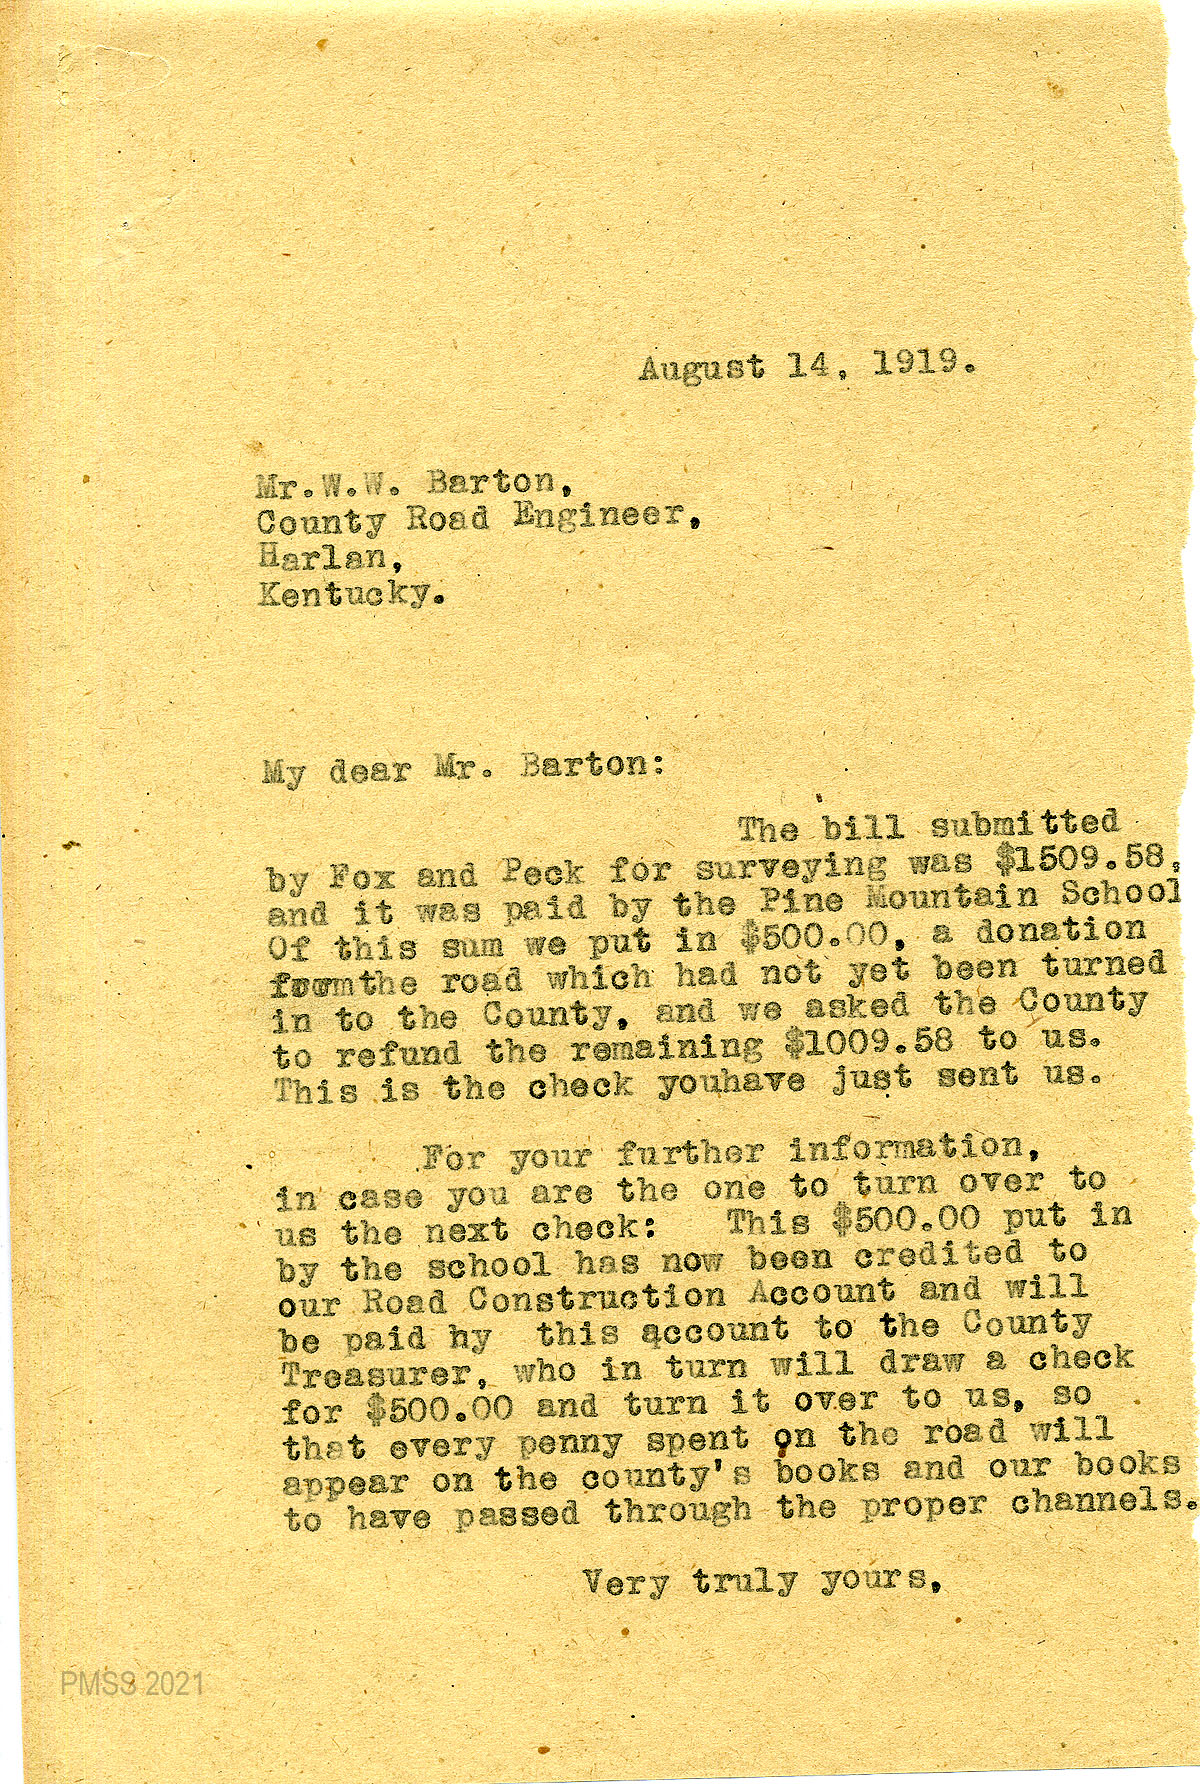 August 14, 1919.
Mr.W.W. Barton,
County Road Engineer,
Harlan,
Kentucky.
My dear Mr. Barton:
The bill submitted
by Fox and Peck for surveying was $1509.58,
and it was paid by the Pine Mountain School
Of this sum we put in $500.00, a donation
fromthe road which had not yet been turned
in to the County, and we asked the County
to refund the remaining $1009.58 to us.
This is the check youhave just sent us.
For your further information,
in case you are the one to turn over to
us the next check: This $500.00 put in
by the school has now been credited to
our Road Construction Account and will
be paid hy this account to the County
Treasurer, who in turn will draw a check
for $500.00 and turn it over to us, so
that every penny spent on the road will
appear on the county's books and our books
to have passed through the proper channels.
Very truly yours,
PMSS 2021